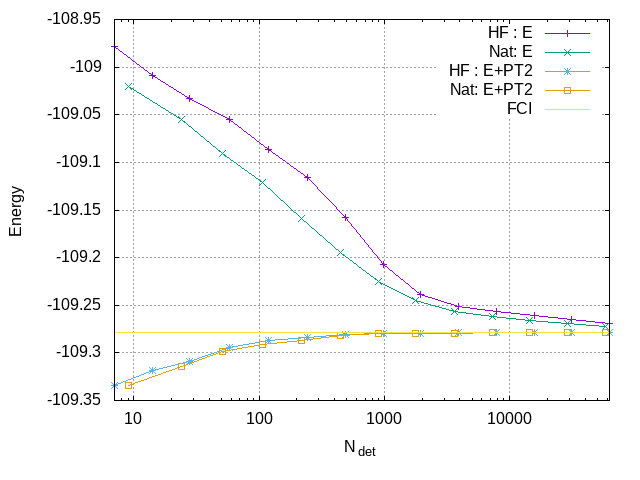 -108.95
-109
-109.05
-109.1
-109.15
-109.2
-109.25
-109.3
-109.35
Energy
HF : E
Nat: E
HF : E+PT2
Nat: E+PT2
FCI
10
100
1000
10000
N det